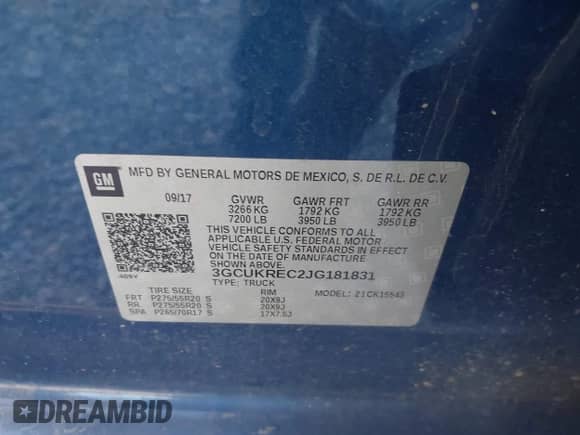 GM
MFD BY GENERAL MOTORS DE MEXICO, S. DE R.L. DE C.V.
09/17 GVWR GAWR FRT GAWR RR
3266 KG 1792 KG 1792 KG
7200 LB 3950 LB 3950 LB
THIS VEHICLE CONFORMS TO ALL
APPLICABLE U.S. FEDERAL MOTOR
VEHICLE SAFETY STANDARDS IN EFFECT
ON THE DATE OF MANUFACTURE
SHOWN ABOVE.
3GCUKREC2JG181831
TYPE: TRUCK
TIRE SIZE RIM MODEL: 21CK15543
FRT P275/55R20 S 20X9J
RR P275/55R20 S 20X9J
SPA P265/70R17 S 17X7.5J
DREAMBID